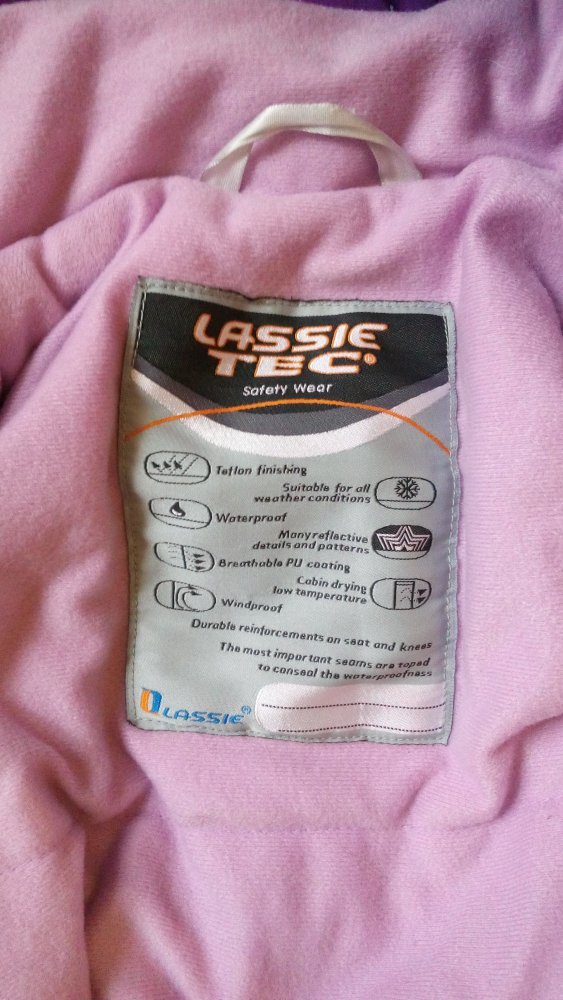 LASSIE
TEC®
Safety Wear
Teflon finishing
Suitable for all
weather conditions
Waterproof
Many reflective
details and patterns
Breathable PU coating
Cabin drying
low temperature
Windproof
Durable reinforcements on seat and knees
The most important seams are taped
to conseal the waterproofness
LASSIE®